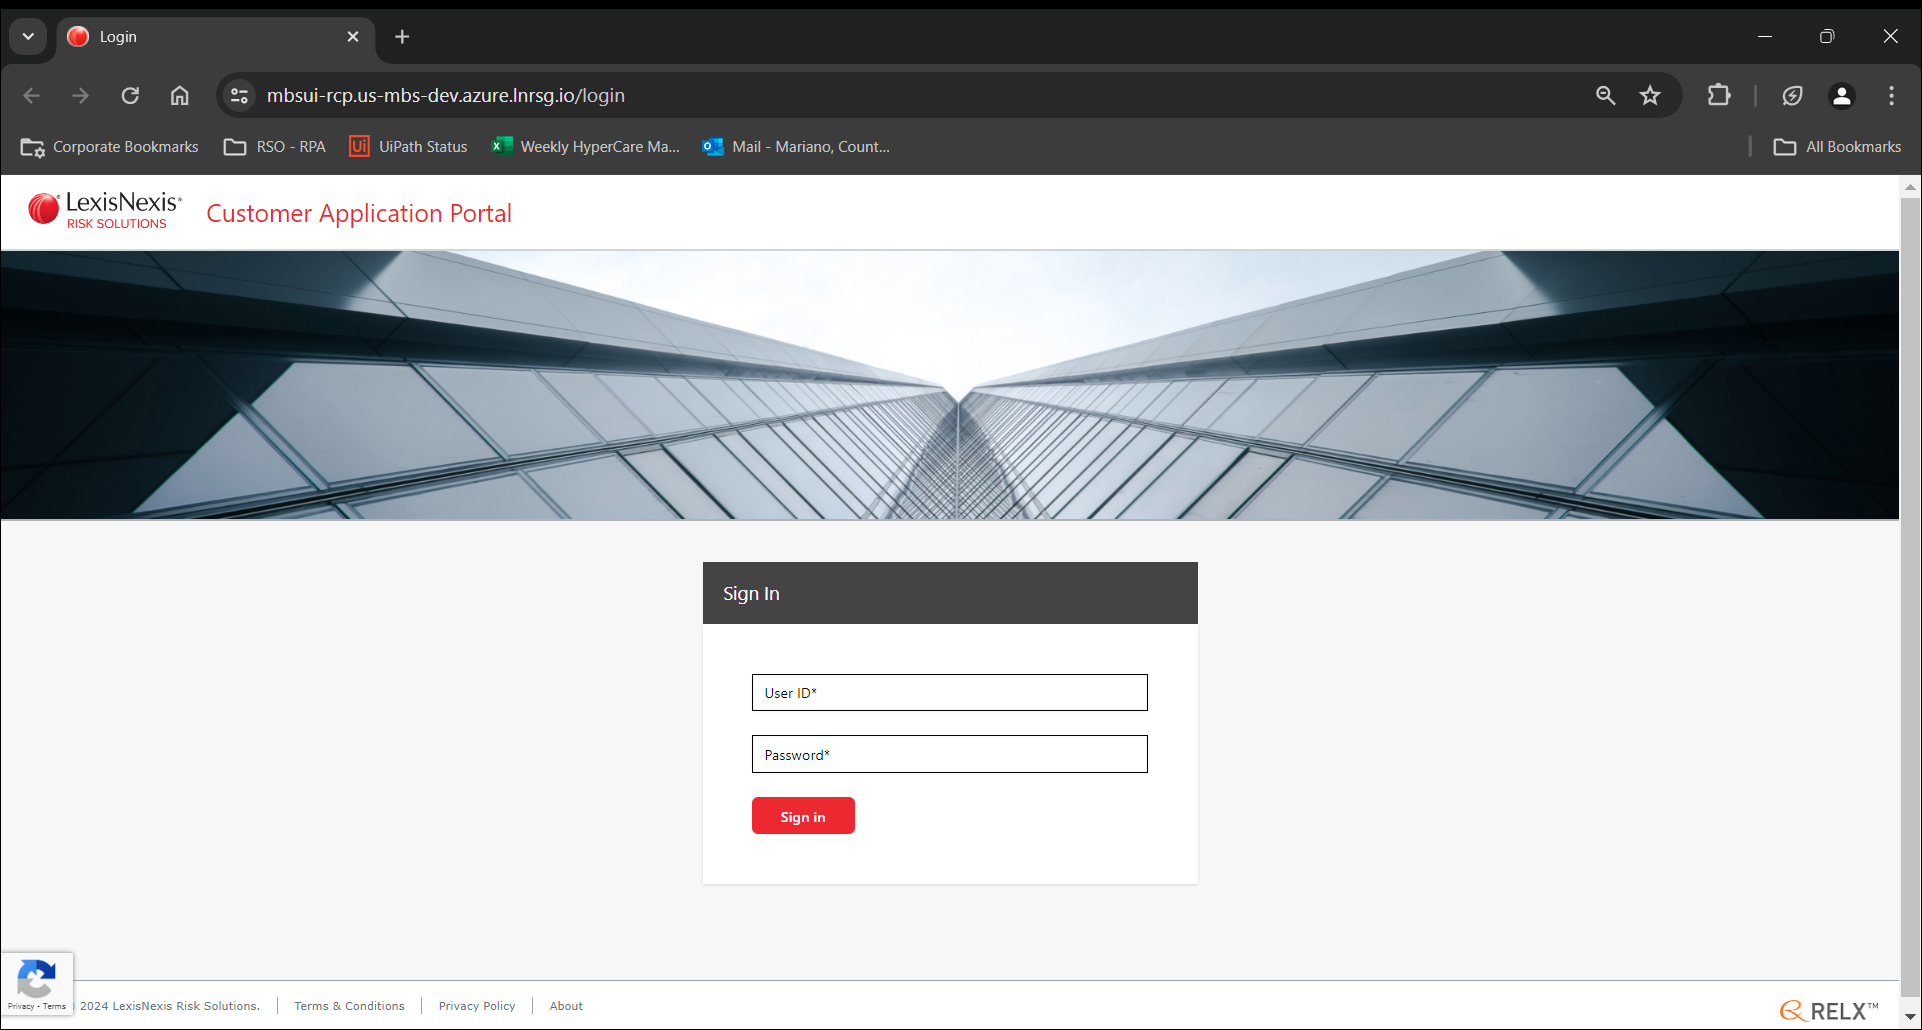 Login
mbsui-rcp.us-mbs-dev.azure.lnrsg.io/login
Corporate Bookmarks
RSO - RPA
Ui
UiPath Status
Weekly HyperCare Ma...
Mail - Mariano, Count...
All Bookmarks
LexisNexis®
RISK SOLUTIONS
Customer Application Portal
Sign In
User ID*
Password*
Sign in
Privacy - Terms
2024 LexisNexis Risk Solutions.
Terms & Conditions
Privacy Policy
About
RELX™